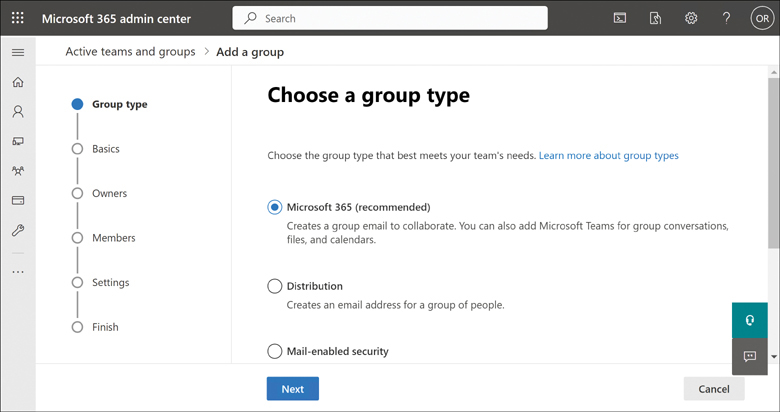 Microsoft 365 admin center
Search
OR
Active teams and groups > Add a group
Group type
Basics
Owners
Members
Settings
Finish
Choose a group type
Choose the group type that best meets your team's needs. Learn more about group types
Microsoft 365 (recommended)
Creates a group email to collaborate. You can also add Microsoft Teams for group conversations,
files, and calendars.
Distribution
Creates an email address for a group of people.
Mail-enabled security
Next
Cancel